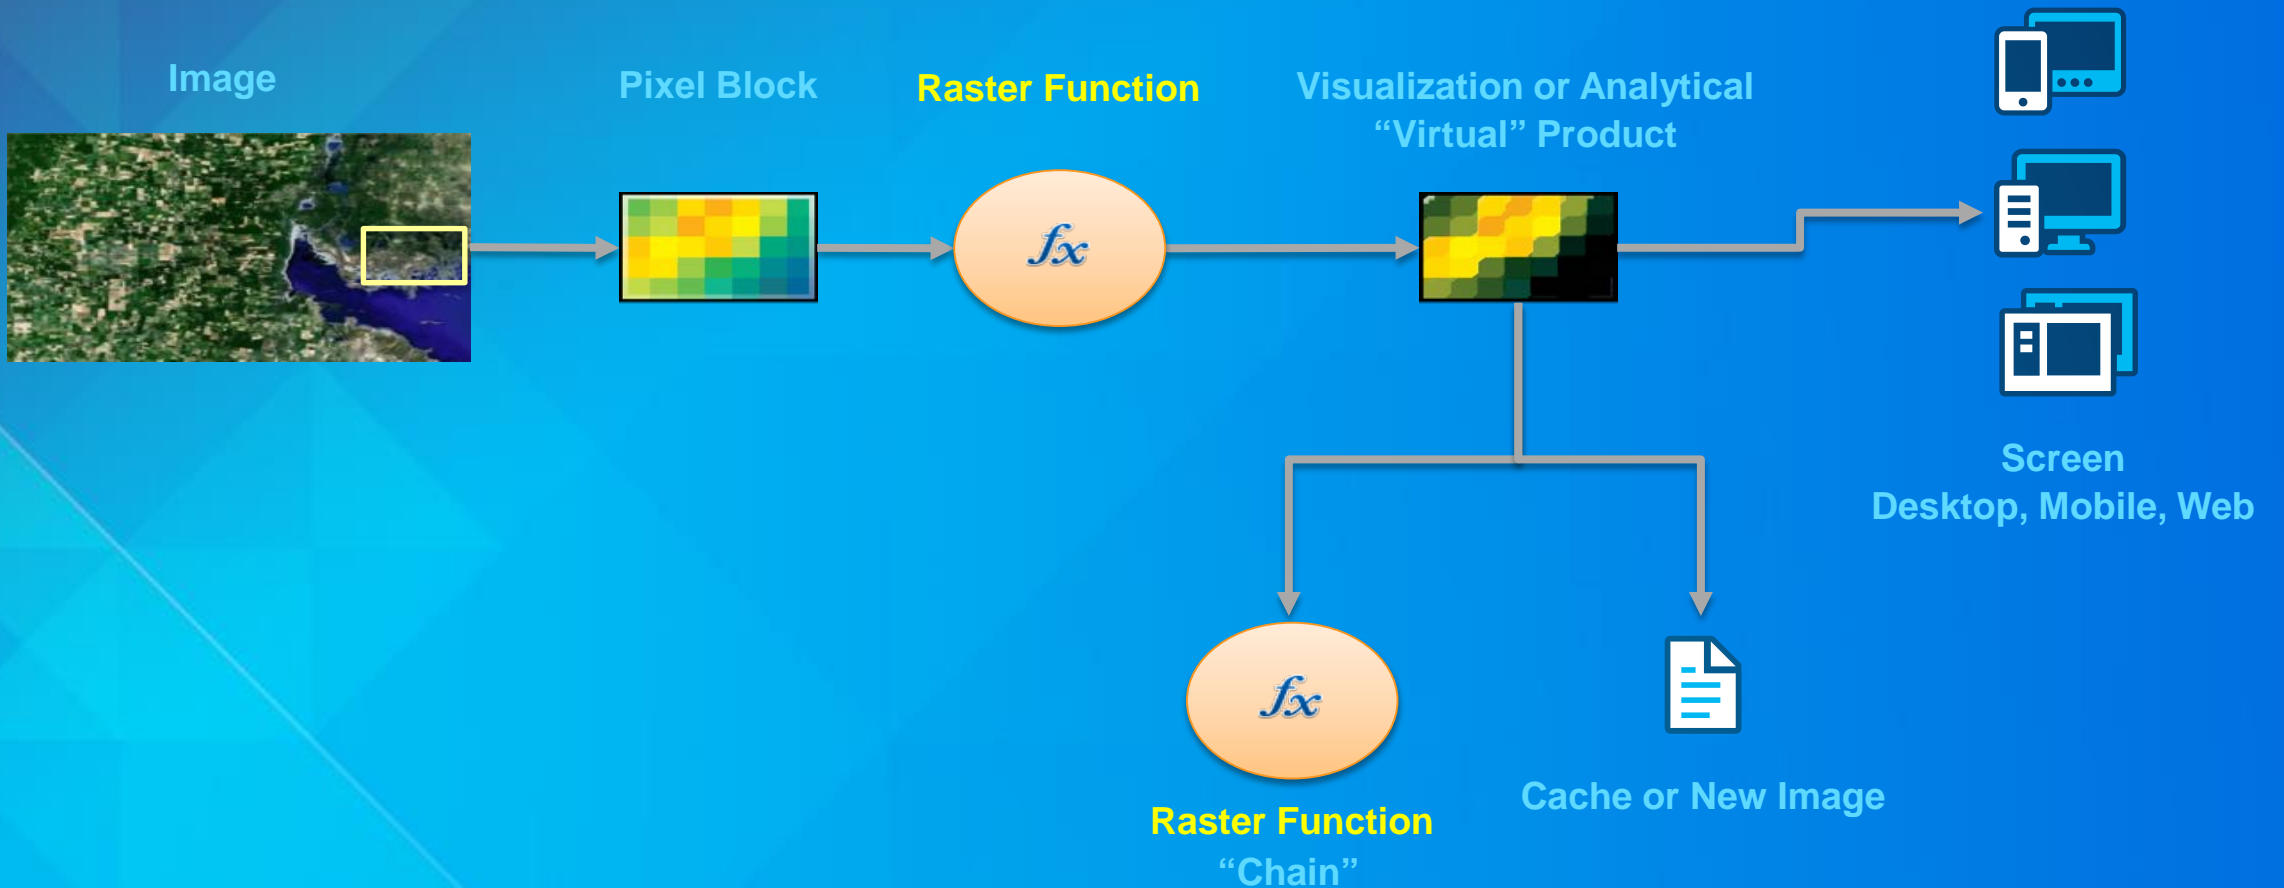 Image
Pixel Block
Raster Function
Visualization or Analytical
“Virtual” Product
fx
Screen
Desktop, Mobile, Web
fx
Raster Function
“Chain”
Cache or New Image